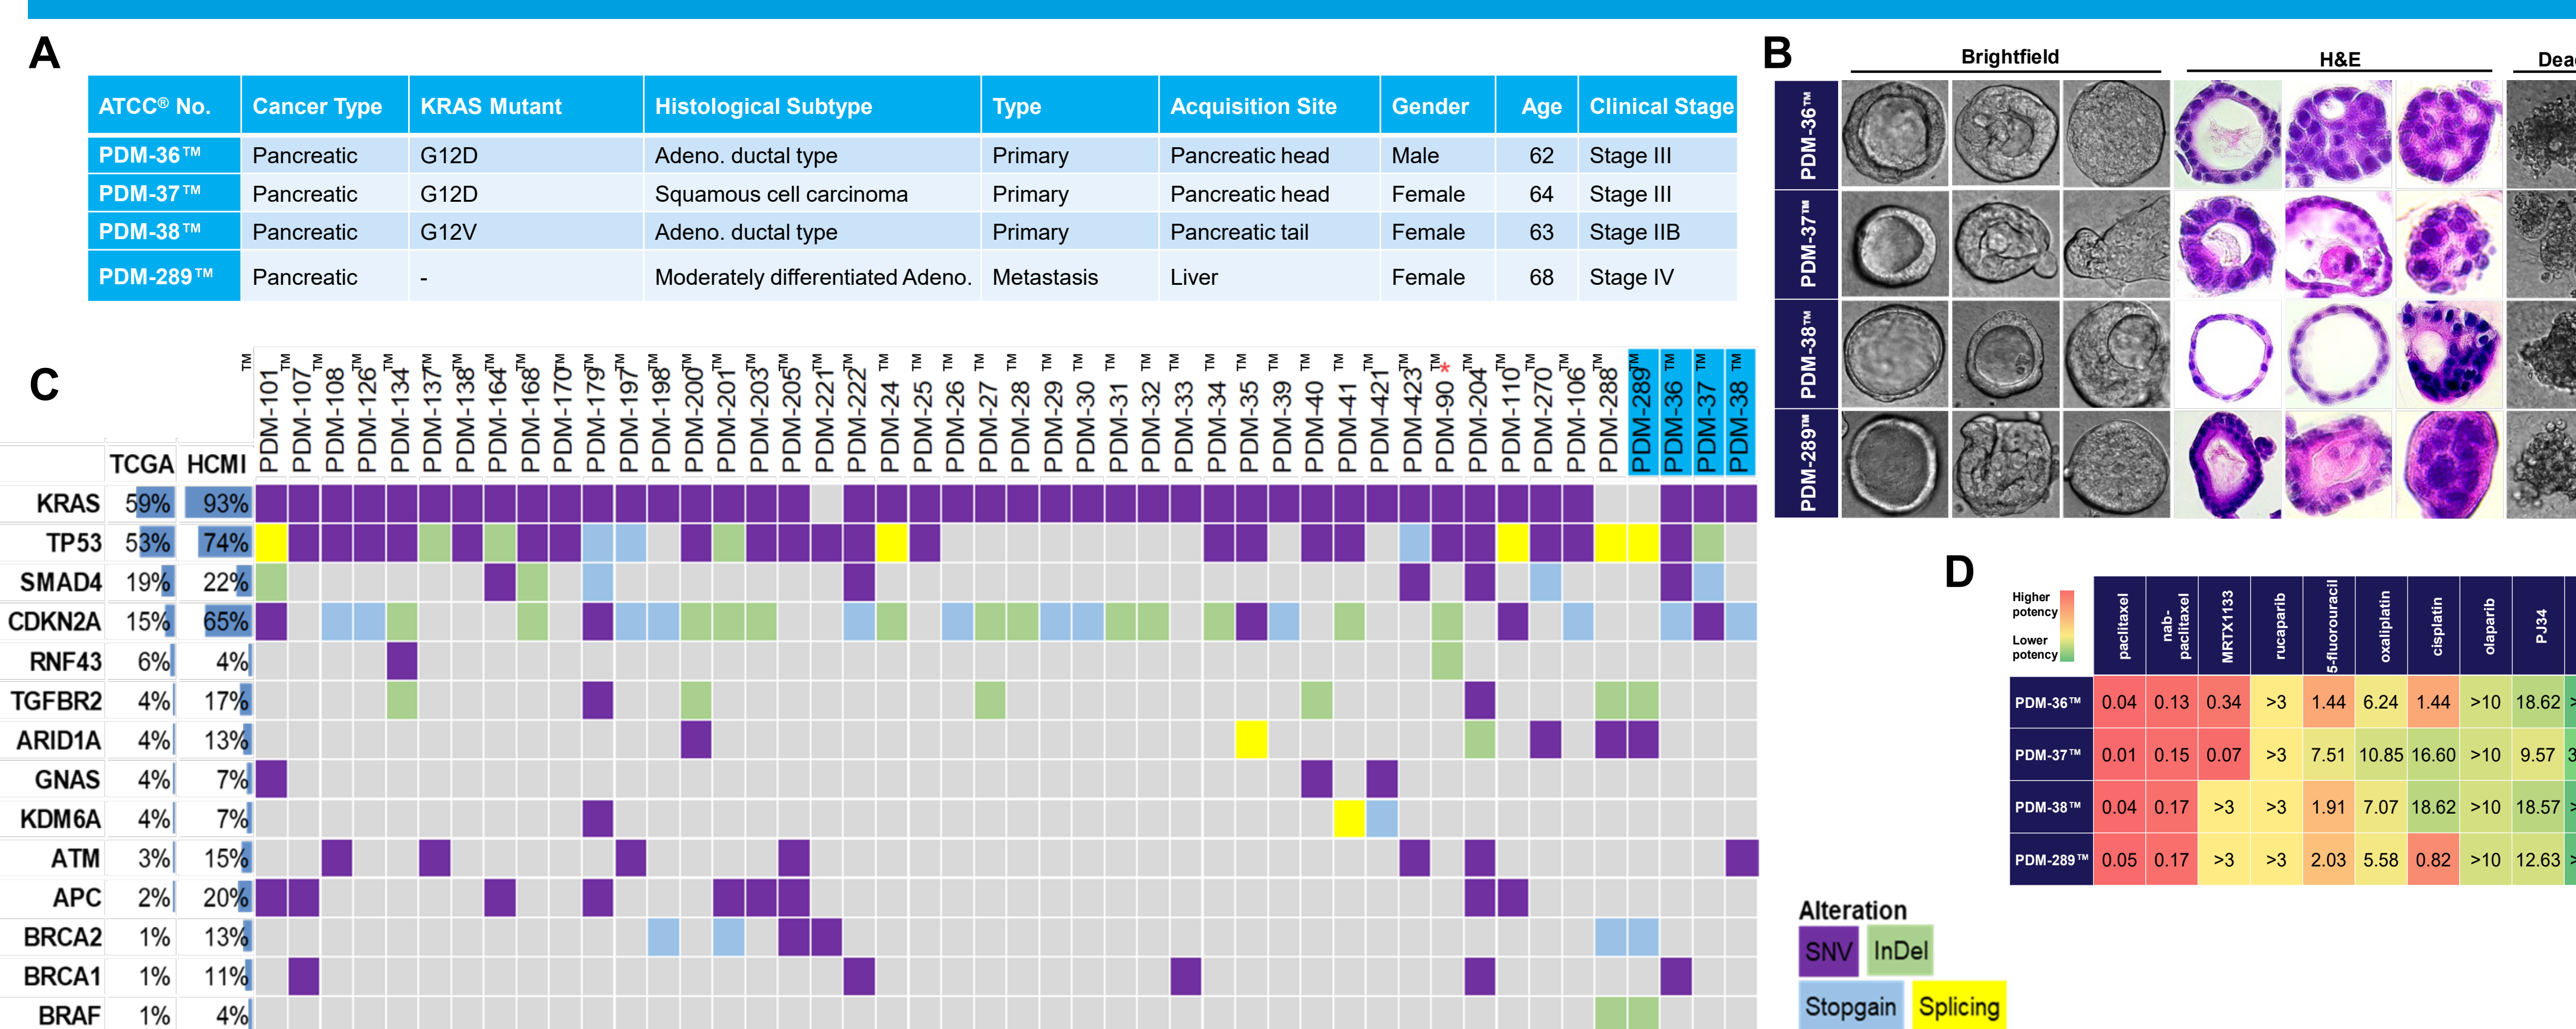 A
ATCC® No. Cancer Type KRAS Mutant Histological Subtype Type Acquisition Site Gender Age Clinical Stage
PDM-36™ Pancreatic G12D Adeno. ductal type Primary Pancreatic head Male 62 Stage III
PDM-37™ Pancreatic G12D Squamous cell carcinoma Primary Pancreatic head Female 64 Stage III
PDM-38™ Pancreatic G12V Adeno. ductal type Primary Pancreatic tail Female 63 Stage IIB
PDM-289™ Pancreatic - Moderately differentiated Adeno. Metastasis Liver Female 68 Stage IV
B
Brightfield H&E
PDM-36™
PDM-37™
PDM-38™
PDM-289™
C
TCGA HCMI PDM-101™ PDM-107™ PDM-108™ PDM-126™ PDM-134™ PDM-137™ PDM-138™ PDM-164™ PDM-168™ PDM-170™ PDM-179™ PDM-197™ PDM-198™ PDM-200™ PDM-201™ PDM-203™ PDM-205™ PDM-221™ PDM-222™ PDM-24™ PDM-25™ PDM-26™ PDM-27™ PDM-28™ PDM-29™ PDM-30™ PDM-31™ PDM-32™ PDM-33™ PDM-34™ PDM-35™ PDM-39™ PDM-40™ PDM-41™ PDM-421™ PDM-423™ PDM-90™* PDM-204™ PDM-110™ PDM-270™ PDM-106™ PDM-288™ PDM-289™ PDM-36™ PDM-37™ PDM-38™
KRAS 59% 93%
TP53 53% 74%
SMAD4 19% 22%
CDKN2A 15% 65%
RNF43 6% 4%
TGFBR2 4% 17%
ARID1A 4% 13%
GNAS 4% 7%
KDM6A 4% 7%
ATM 3% 15%
APC 2% 20%
BRCA2 1% 13%
BRCA1 1% 11%
BRAF 1% 4%
D
Higher
potency
Lower
potency
paclitaxel nab-paclitaxel MRTX1133 rucaparib 5-fluorouracil oxaliplatin cisplatin olaparib PJ34
PDM-36™ 0.04 0.13 0.34 >3 1.44 6.24 1.44 >10 18.62 >
PDM-37™ 0.01 0.15 0.07 >3 7.51 10.85 16.60 >10 9.57
PDM-38™ 0.04 0.17 >3 >3 1.91 7.07 18.62 >10 18.57 >
PDM-289™ 0.05 0.17 >3 >3 2.03 5.58 0.82 >10 12.63 >
Alteration
SNV InDel
Stopgain Splicing